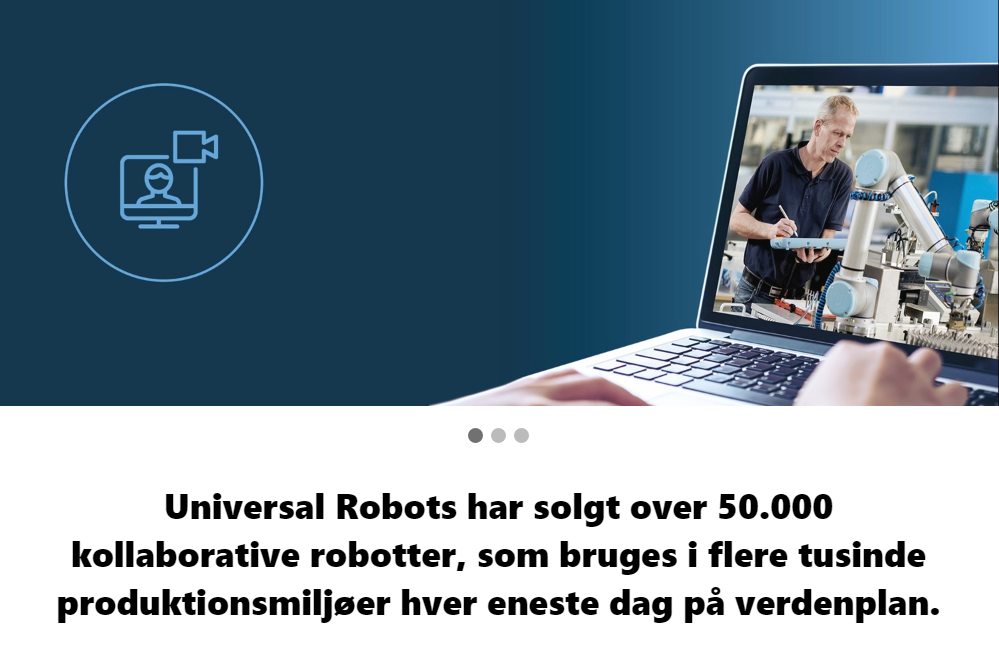 Universal Robots har solgt over 50.000
kollaborative robotter, som bruges i flere tusinde
produktionsmiljøer hver eneste dag på verdenplan.